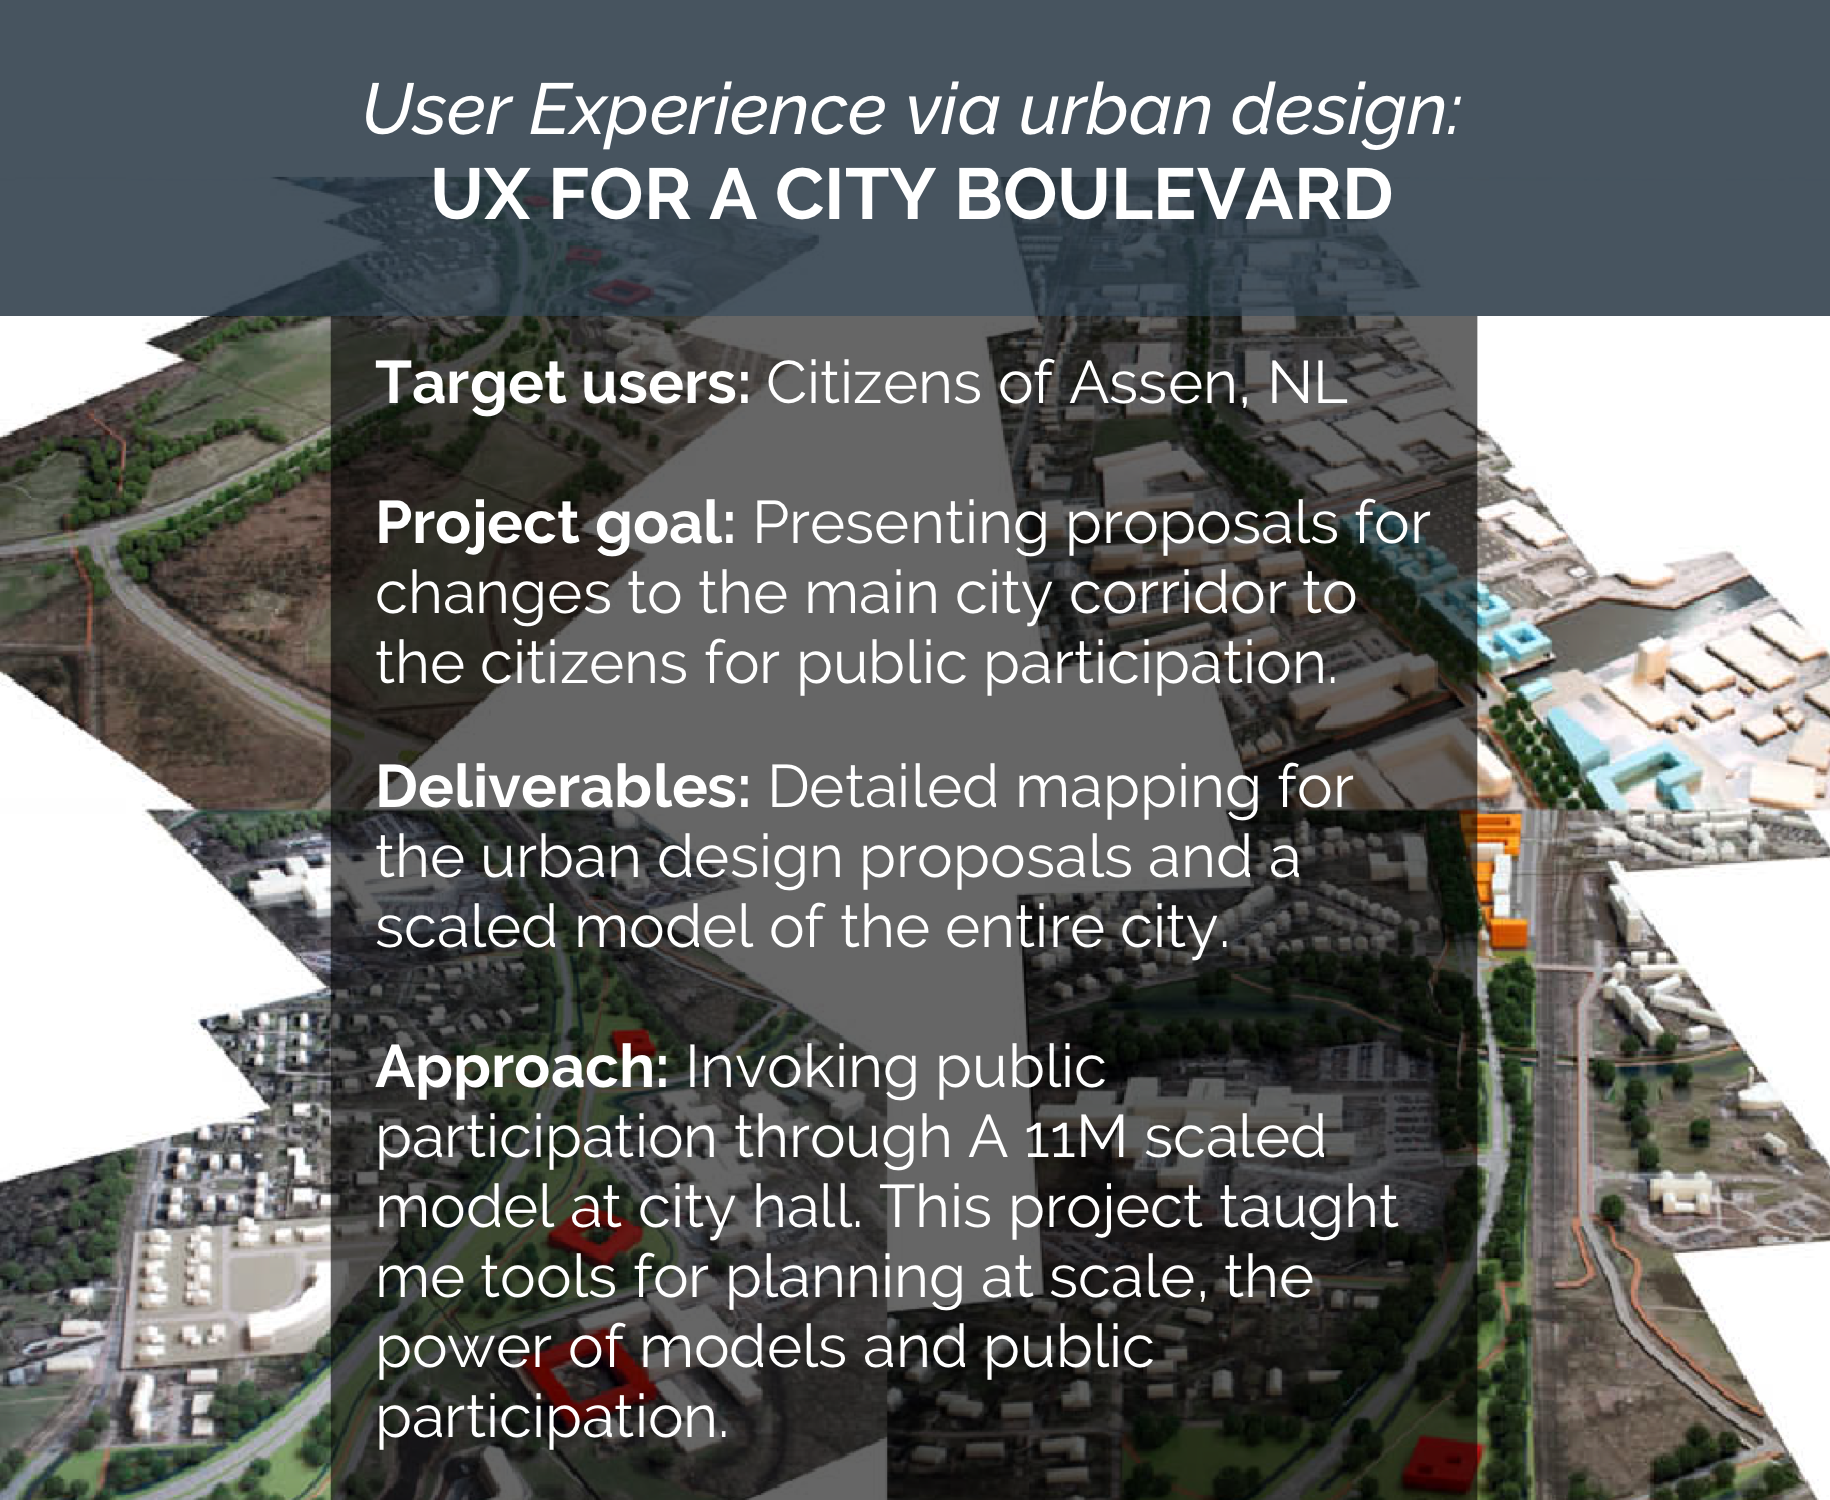 User Experience via urban design:
UX FOR A CITY BOULEVARD
Target users: Citizens of Assen, NL
Project goal: Presenting proposals for
changes to the main city corridor to
the citizens for public participation.
Deliverables: Detailed mapping for
the urban design proposals and a
scaled model of the entire city.
Approach: Invoking public
participation through A 11M scaled
model at city hall. This project taught
me tools for planning at scale, the
power of models and public
participation.